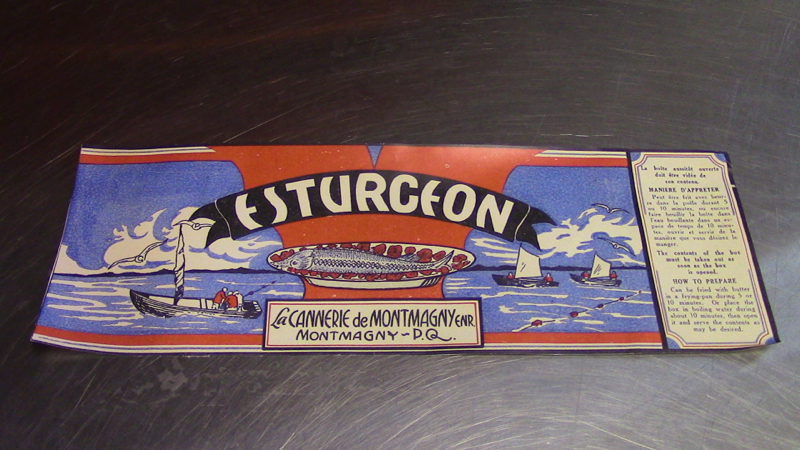 ESTURGEON
La CANNERIE de MONTMAGNY ENR.
MONTMAGNY - P.Q.
La boîte aussitôt ouverte
doit être vidée de
son contenu.
MANIERE D'APPRETER
Peut être frit avec beur-
re dans la poêle durant 5
ou 10 minutes, ou encore
faire bouillir la boîte dans
l'eau bouillante dans un es-
pace de temps de 10 minu-
tes, ouvrir et servir de la
manière que vous désirez le
manger.
The contents of the box
must be taken out as
soon as the box
is opened.
HOW TO PREPARE
Can be fried with butter
in a frying-pan during 5 or
10 minutes. Or place the
box in boiling water during
about 10 minutes, then open
it and serve the contents as
may be desired.